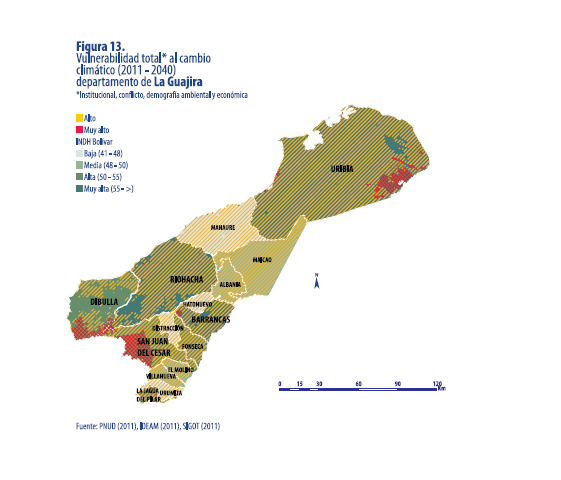 Figura 13.
Vulnerabilidad total* al cambio
climático (2011 - 2040)
departamento de La Guajira
*Institucional, conflicto, demografía ambiental y económica
Alto
Muy alto
INDH Bolívar
Baja (41 - 48)
Media (48 - 50)
Alta (50 - 55)
Muy alta (55 - >)
URIBIA
MANAURE
MAICAO
RIOHACHA
ALBANIA
DIBULLA
HATONUEVO
BARRANCAS
DISTRACCIÓN
SAN JUAN
DEL CESAR
FONSECA
EL MOLINO
VILLANUEVA
LA JAGUA
DEL PILAR
URUMITA
N
0 15 30 60 90 120
Km
Fuente: PNUD (2011), IDEAM (2011), SIGOT (2011)